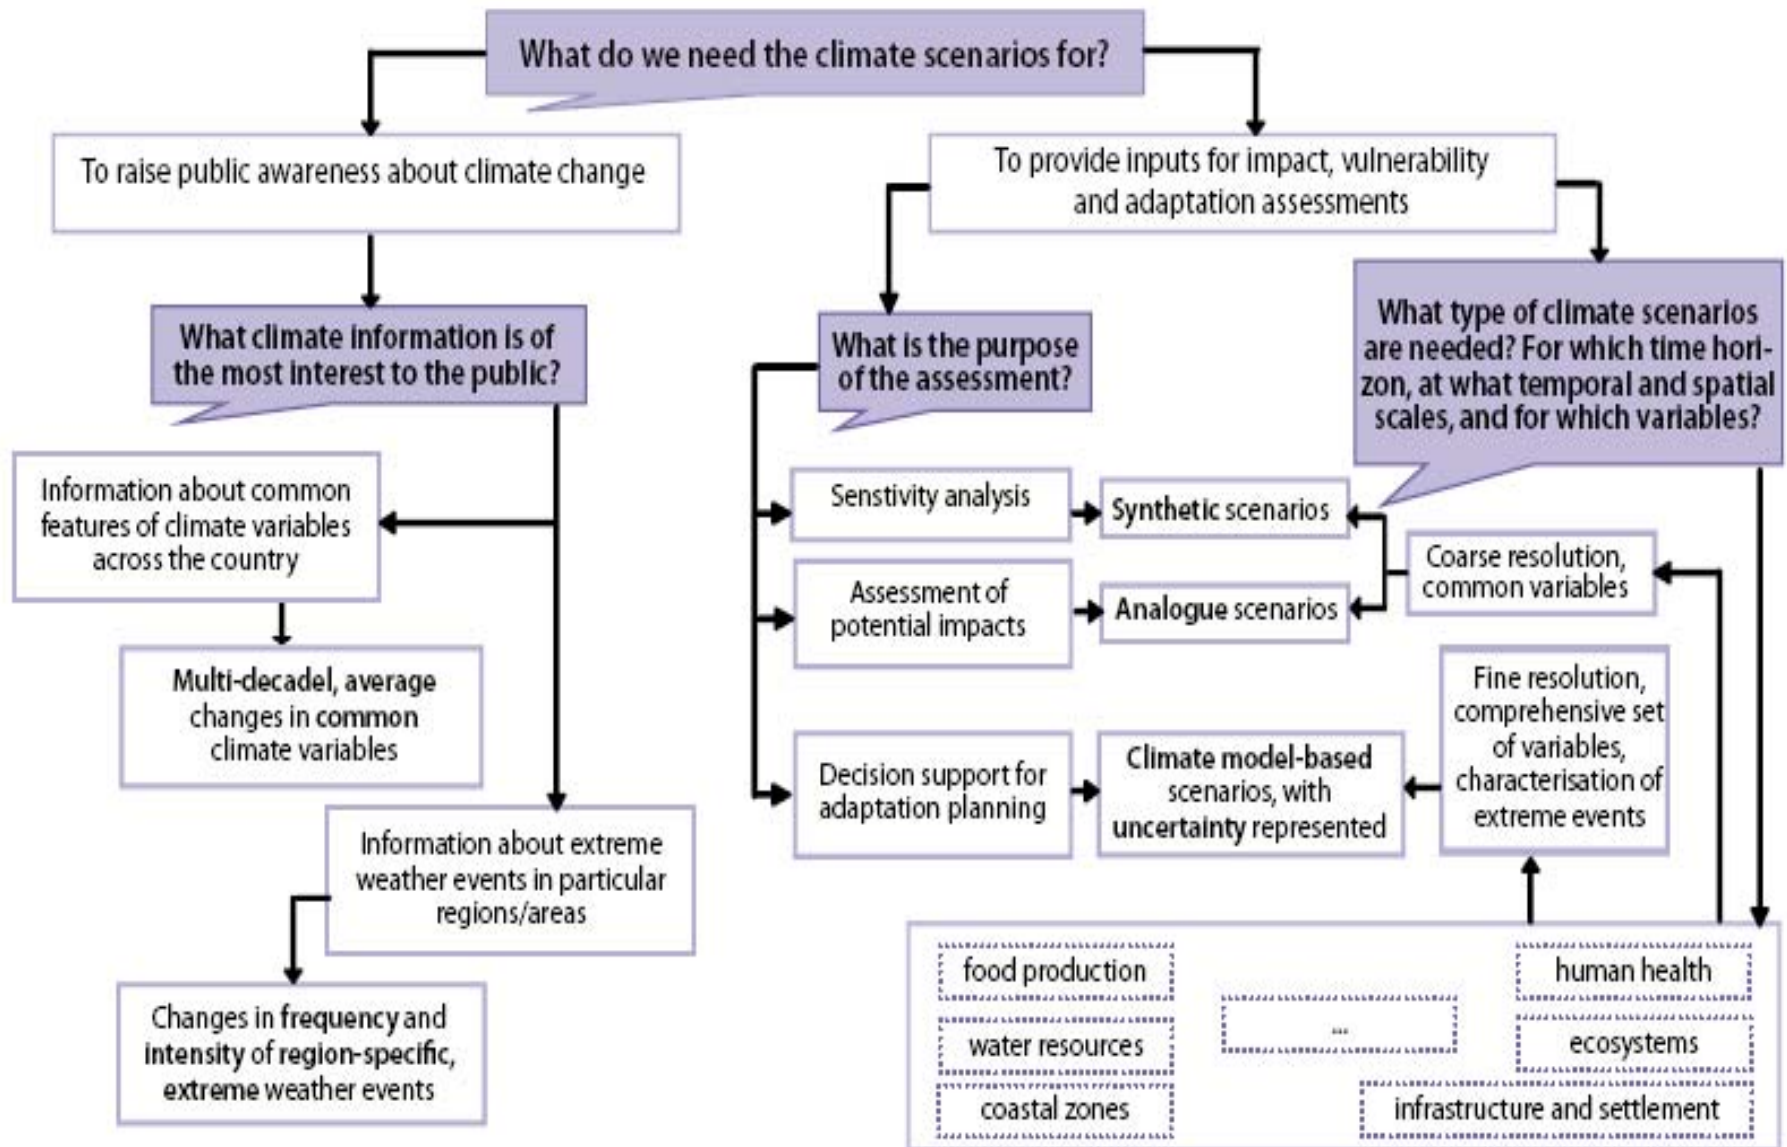 What do we need the climate scenarios for?
To raise public awareness about climate change
To provide inputs for impact, vulnerability
and adaptation assessments
What climate information is of
the most interest to the public?
What is the purpose
of the assessment?
What type of climate scenarios
are needed? For which time hori-
zon, at what temporal and spatial
scales, and for which variables?
Information about common
features of climate variables
across the country
Multi-decadel, average
changes in common
climate variables
Information about extreme
weather events in particular
regions/areas
Changes in frequency and
intensity of region-specific,
extreme weather events
Senstivity analysis
Synthetic scenarios
Assessment of
potential impacts
Analogue scenarios
Coarse resolution,
common variables
Decision support for
adaptation planning
Climate model-based
scenarios, with
uncertainty represented
Fine resolution,
comprehensive set
of variables,
characterisation of
extreme events
food production
water resources
coastal zones
...
human health
ecosystems
infrastructure and settlement